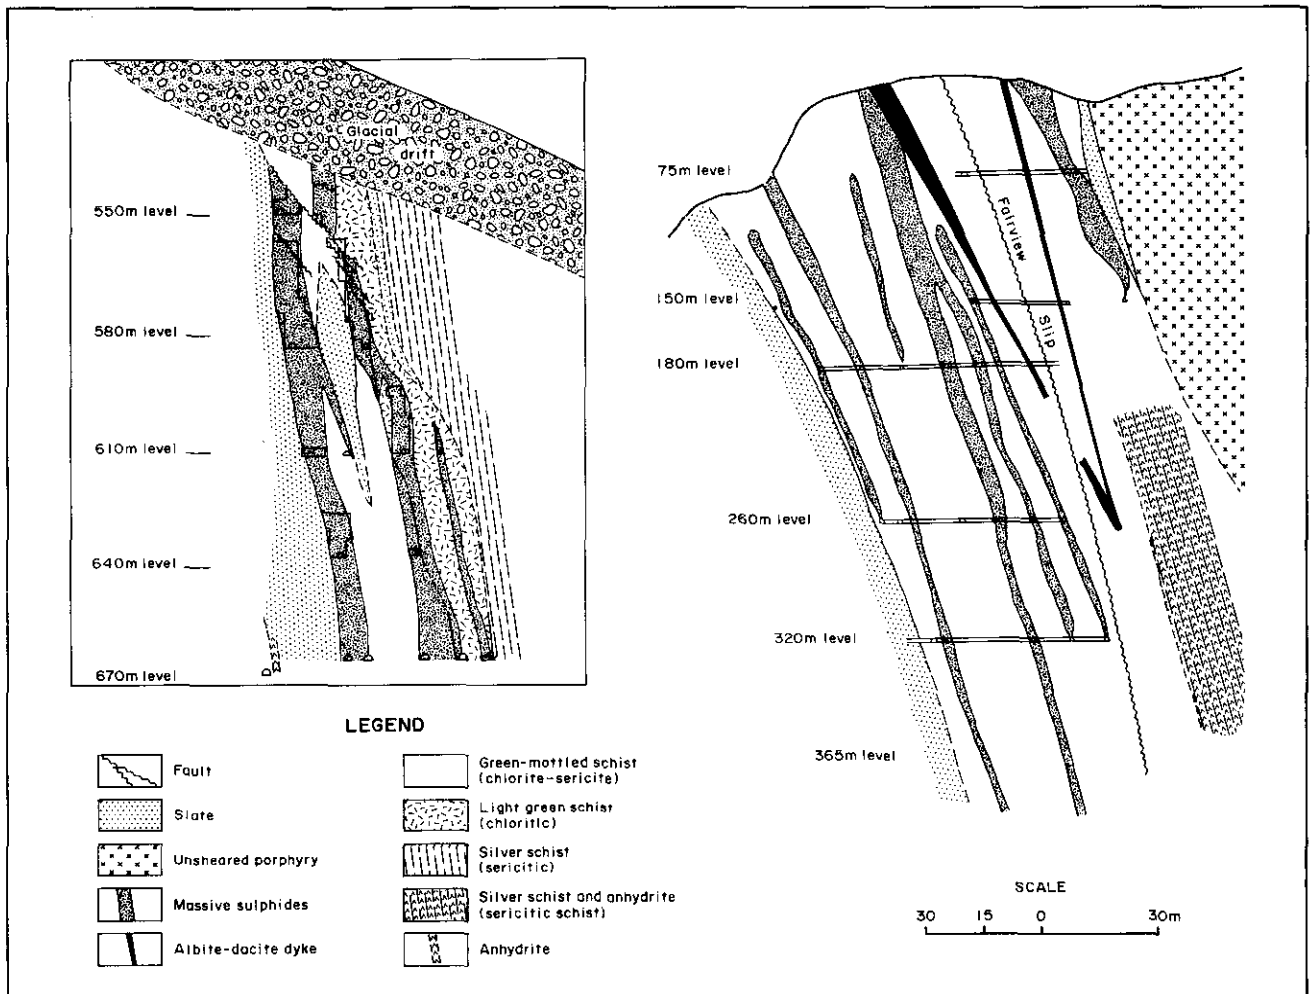 Glacial
drift
550m level
580m level
610m level
640m level
670m level
D
75m level
150m level
180m level
260m level
320m level
365m level
Fairview
Slip
LEGEND
Fault
Slate
Unsheared porphyry
Massive sulphides
Albite-dacite dyke
Green-mottled schist
(chlorite-sericite)
Light green schist
(chloritic)
Silver schist
(sericitic)
Silver schist and anhydrite
(sericitic schist)
Anhydrite
SCALE
30 15 0 30m